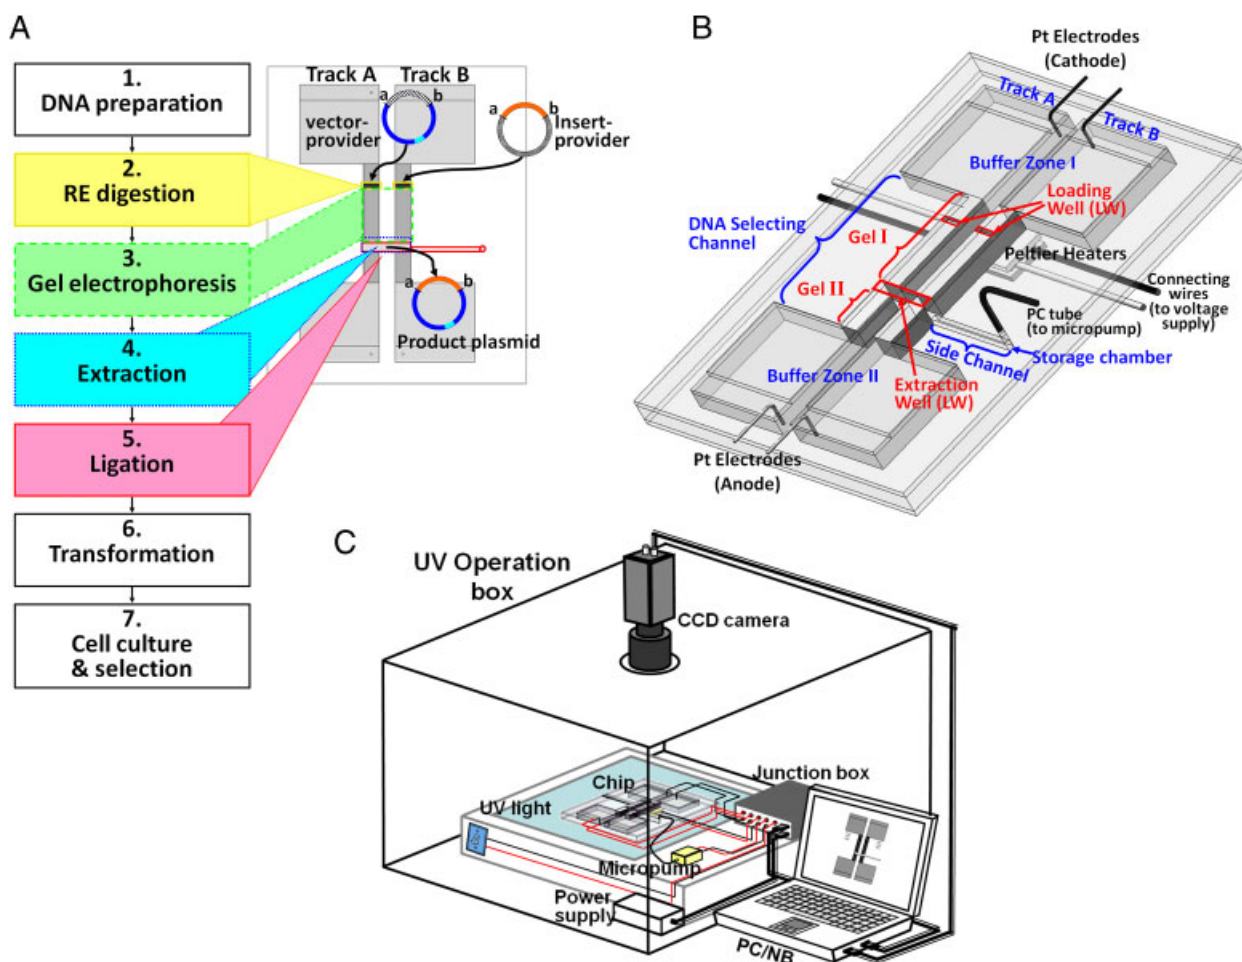 A
1.
DNA preparation
2.
RE digestion
3.
Gel electrophoresis
4.
Extraction
5.
Ligation
6.
Transformation
7.
Cell culture
& selection
Track A
Track B
a
b
vector-
provider
a
b
Insert-
provider
a
b
Product plasmid
B
Pt Electrodes
(Cathode)
Track A
Track B
Buffer Zone I
Loading
Well (LW)
DNA Selecting
Channel
Gel I
Peltier Heaters
Gel II
Connecting
wires
(to voltage
supply)
PC tube
(to micropump)
Side Channel
Storage chamber
Buffer Zone II
Extraction
Well (LW)
Pt Electrodes
(Anode)
C
UV Operation
box
CCD camera
Junction box
Chip
UV light
Micropump
Power
supply
PC/NB